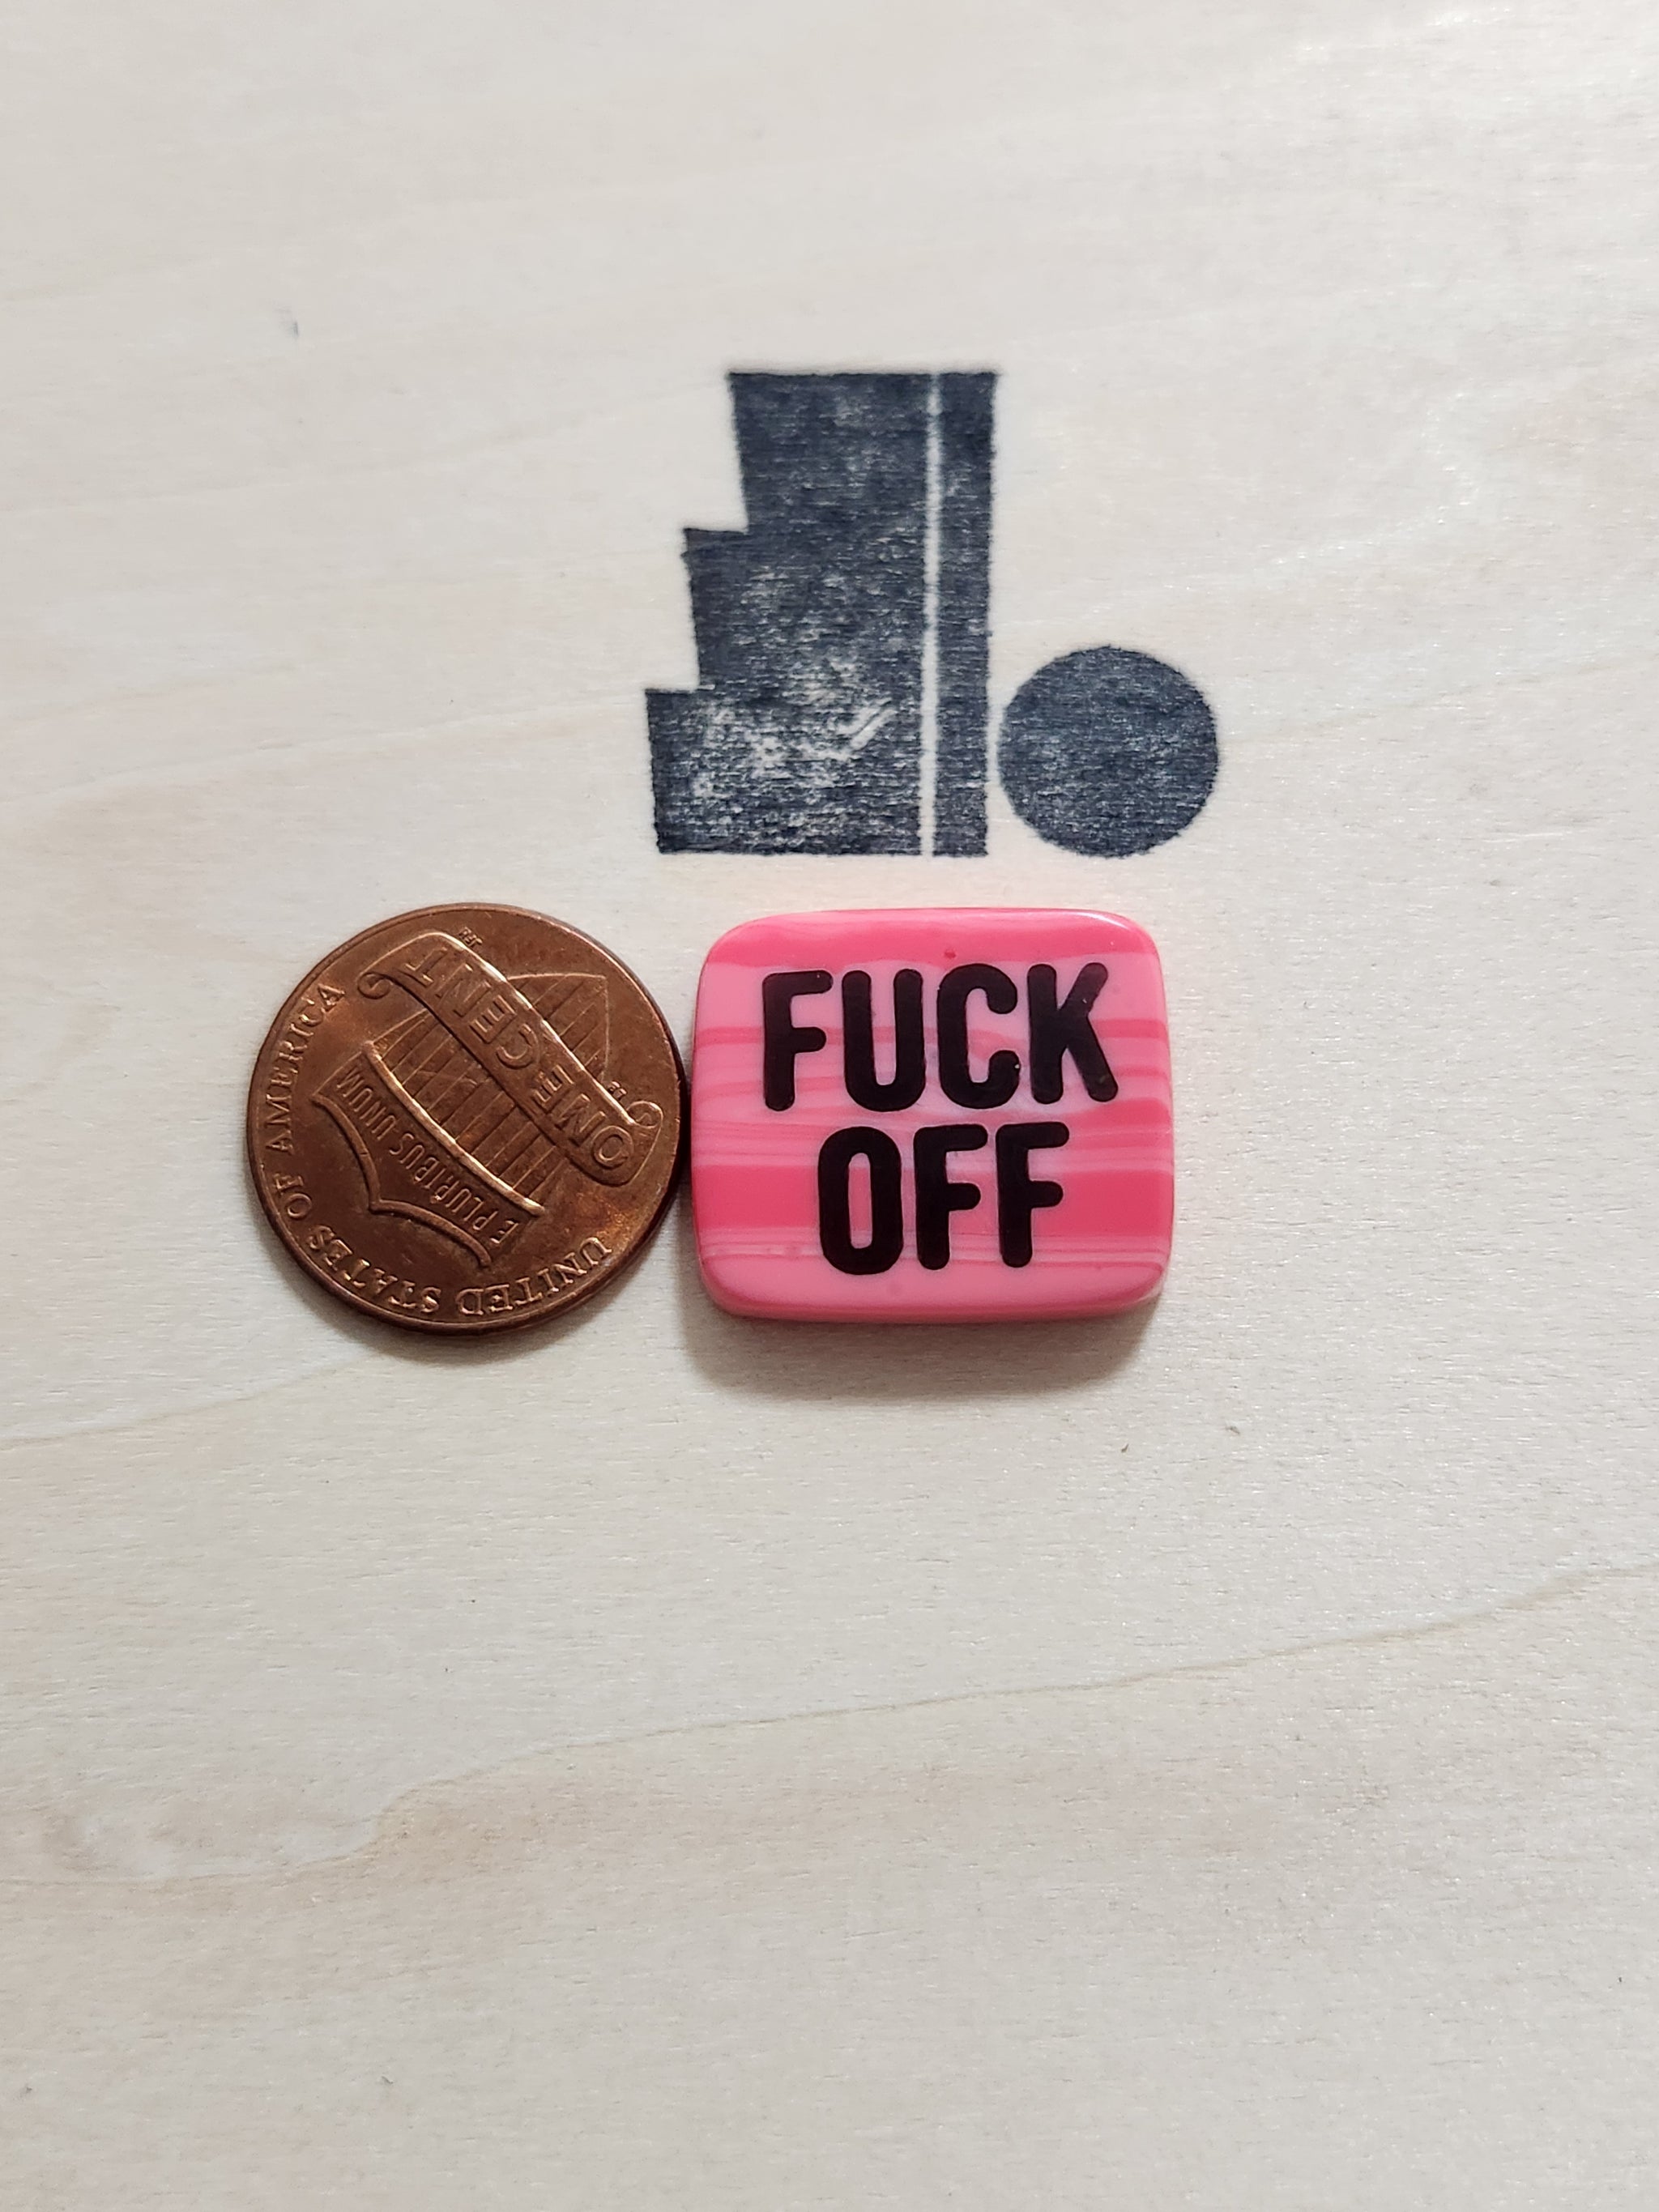 FUCK
OFF
UNITED STATES OF AMERICA
E PLURIBUS UNUM
ONE CENT